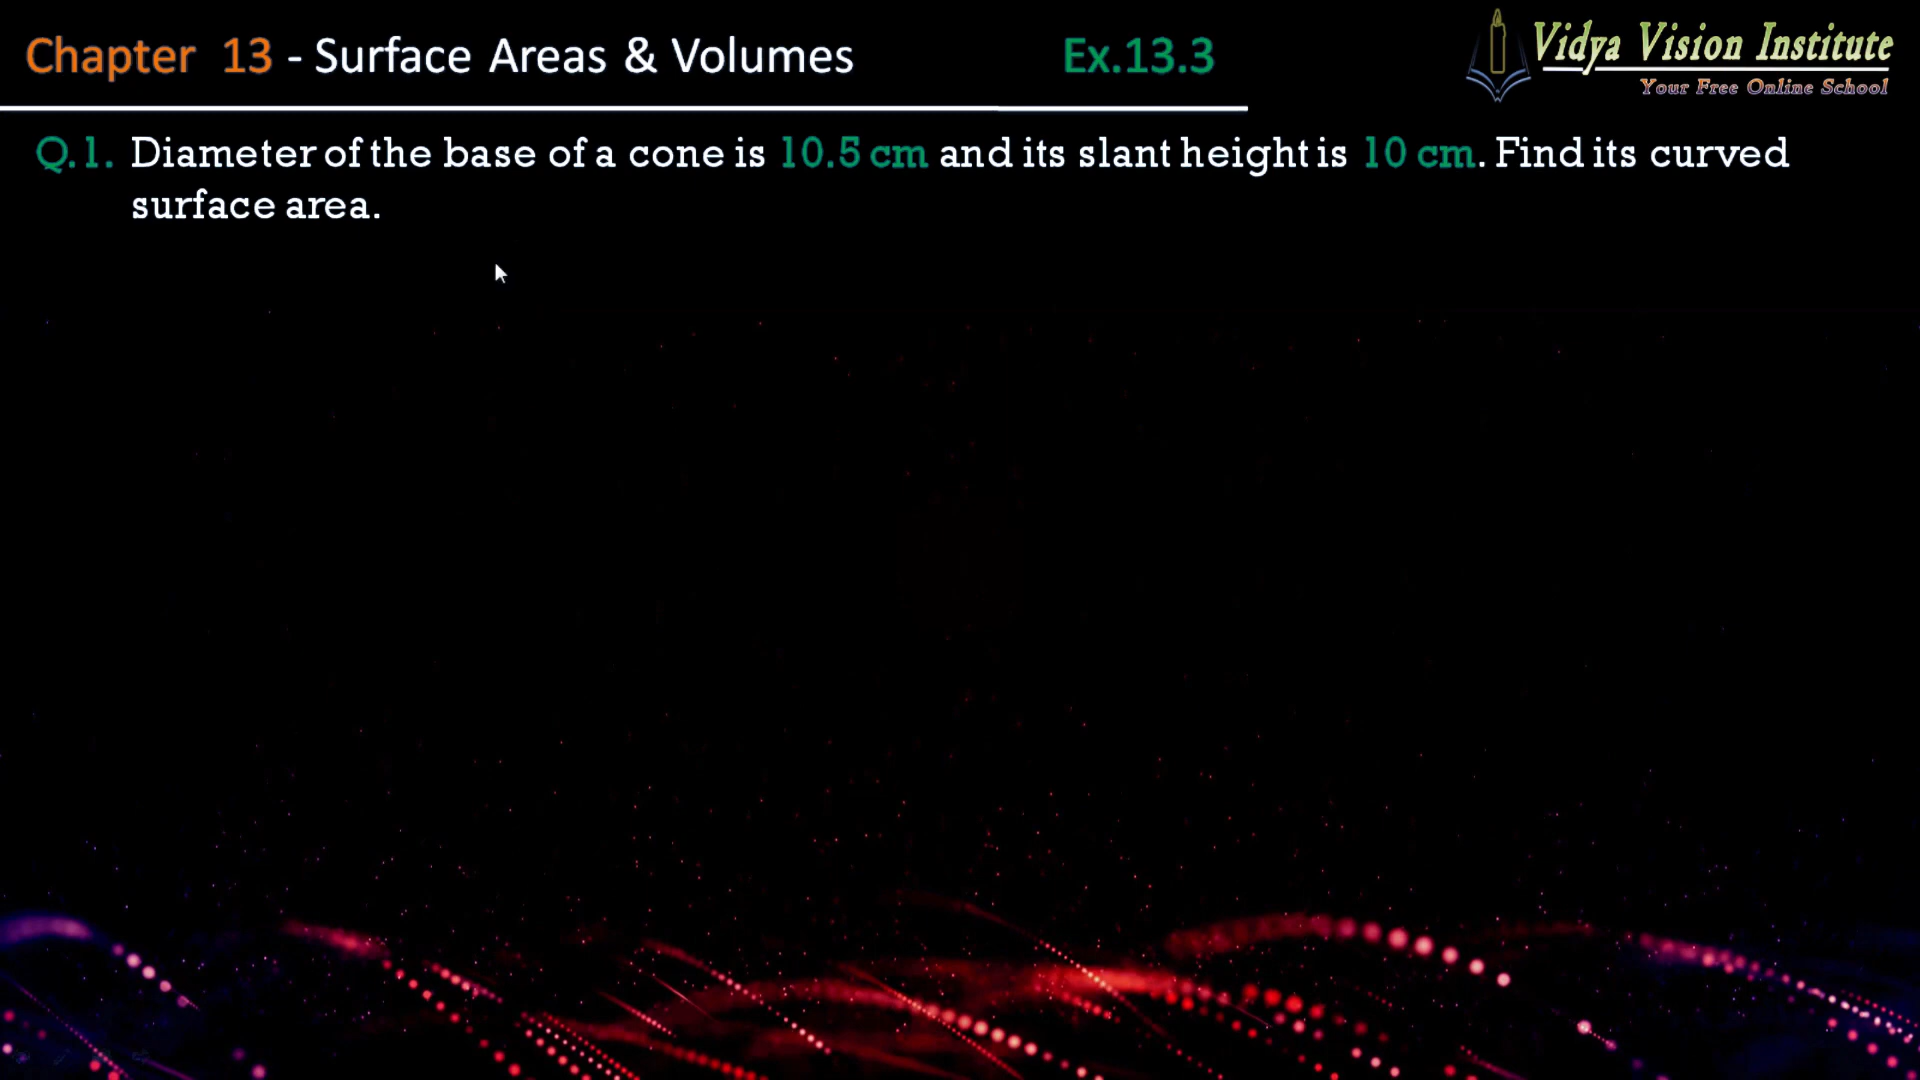 Chapter 13 - Surface Areas & Volumes Ex.13.3
Vidya Vision Institute
Your Free Online School
Q.1. Diameter of the base of a cone is 10.5 cm and its slant height is 10 cm. Find its curved
surface area.